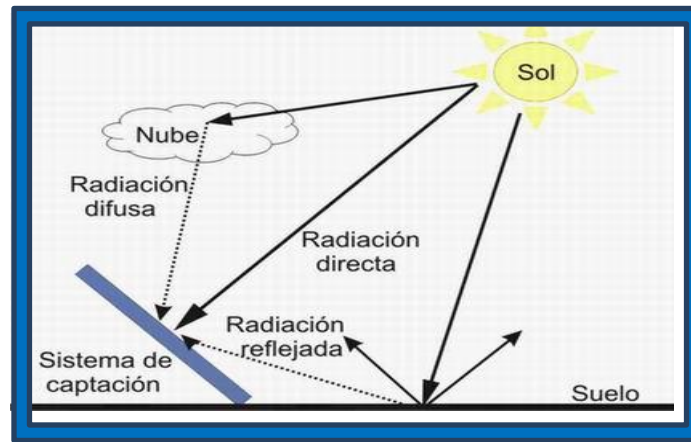 Sol
Nube
Radiación
difusa
Radiación
directa
Radiación
reflejada
Sistema de
captación
Suelo